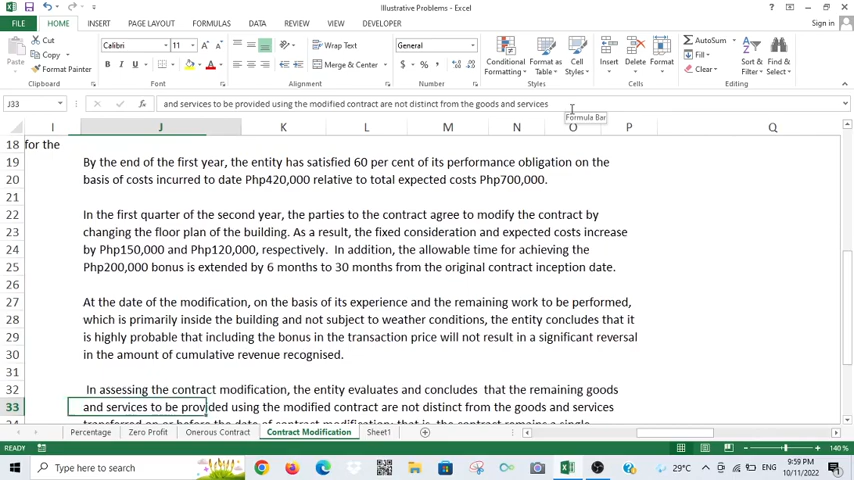 Illustrative Problems - Excel
Sign in
FILE HOME INSERT PAGE LAYOUT FORMULAS DATA REVIEW VIEW DEVELOPER
Cut
Copy
Format Painter
Paste
Calibri 11
Wrap Text
Merge & Center
General
Conditional Formatting
Format as Table
Cell Styles
Insert Delete Format
AutoSum
Fill
Clear
Sort & Filter
Find & Select
Clipboard Font Alignment Number Styles Cells Editing
J33 and services to be provided using the modified contract are not distinct from the goods and services
Formula Bar
I J K L M N O P Q
18 for the
19 By the end of the first year, the entity has satisfied 60 per cent of its performance obligation on the
20 basis of costs incurred to date Php420,000 relative to total expected costs Php700,000.
21
22 In the first quarter of the second year, the parties to the contract agree to modify the contract by
23 changing the floor plan of the building. As a result, the fixed consideration and expected costs increase
24 by Php150,000 and Php120,000, respectively.  In addition, the allowable time for achieving the
25 Php200,000 bonus is extended by 6 months to 30 months from the original contract inception date.
26
27 At the date of the modification, on the basis of its experience and the remaining work to be performed,
28 which is primarily inside the building and not subject to weather conditions, the entity concludes that it
29 is highly probable that including the bonus in the transaction price will not result in a significant reversal
30 in the amount of cumulative revenue recognised.
31
32 In assessing the contract modification, the entity evaluates and concludes  that the remaining goods
33 and services to be provided using the modified contract are not distinct from the goods and services
34 transferred on or before the date of contract modification; that is, the contract remains a single
Percentage Zero Profit Onerous Contract Contract Modification Sheet1
READY 140 %
Type here to search
29°C ENG 9:59 PM
10/11/2022